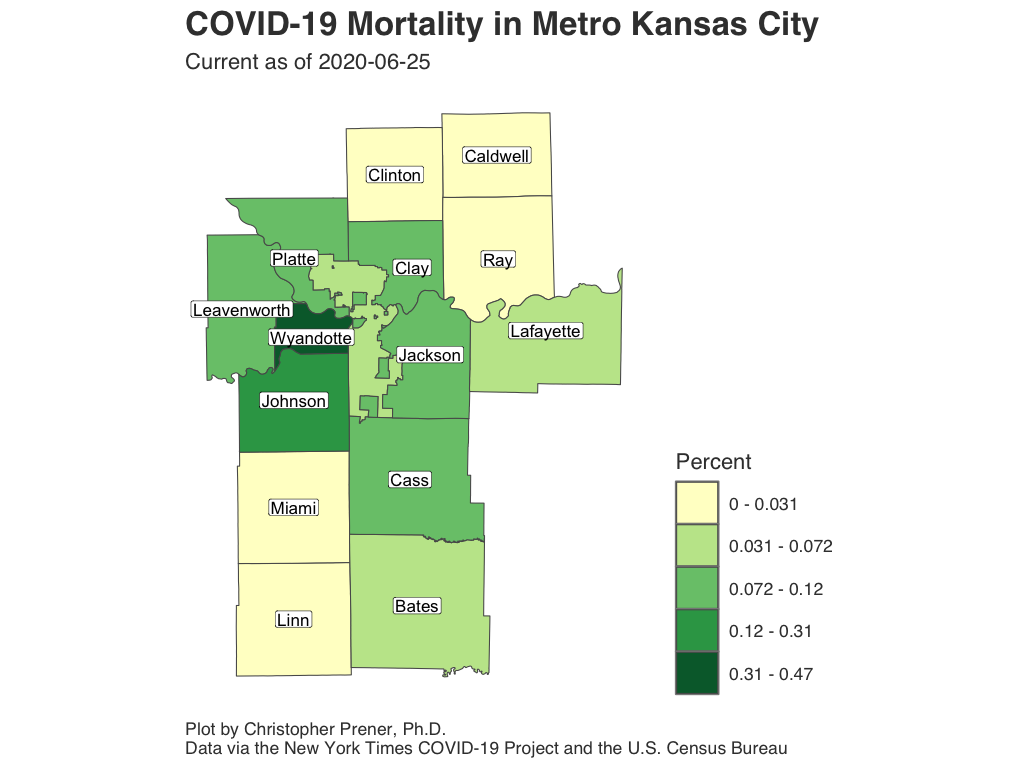 COVID-19 Mortality in Metro Kansas City
Current as of 2020-06-25
Caldwell
Clinton
Platte
Clay
Ray
Leavenworth
Wyandotte
Lafayette
Jackson
Johnson
Cass
Miami
Bates
Linn
Percent
0 - 0.031
0.031 - 0.072
0.072 - 0.12
0.12 - 0.31
0.31 - 0.47
Plot by Christopher Prener, Ph.D.
Data via the New York Times COVID-19 Project and the U.S. Census Bureau